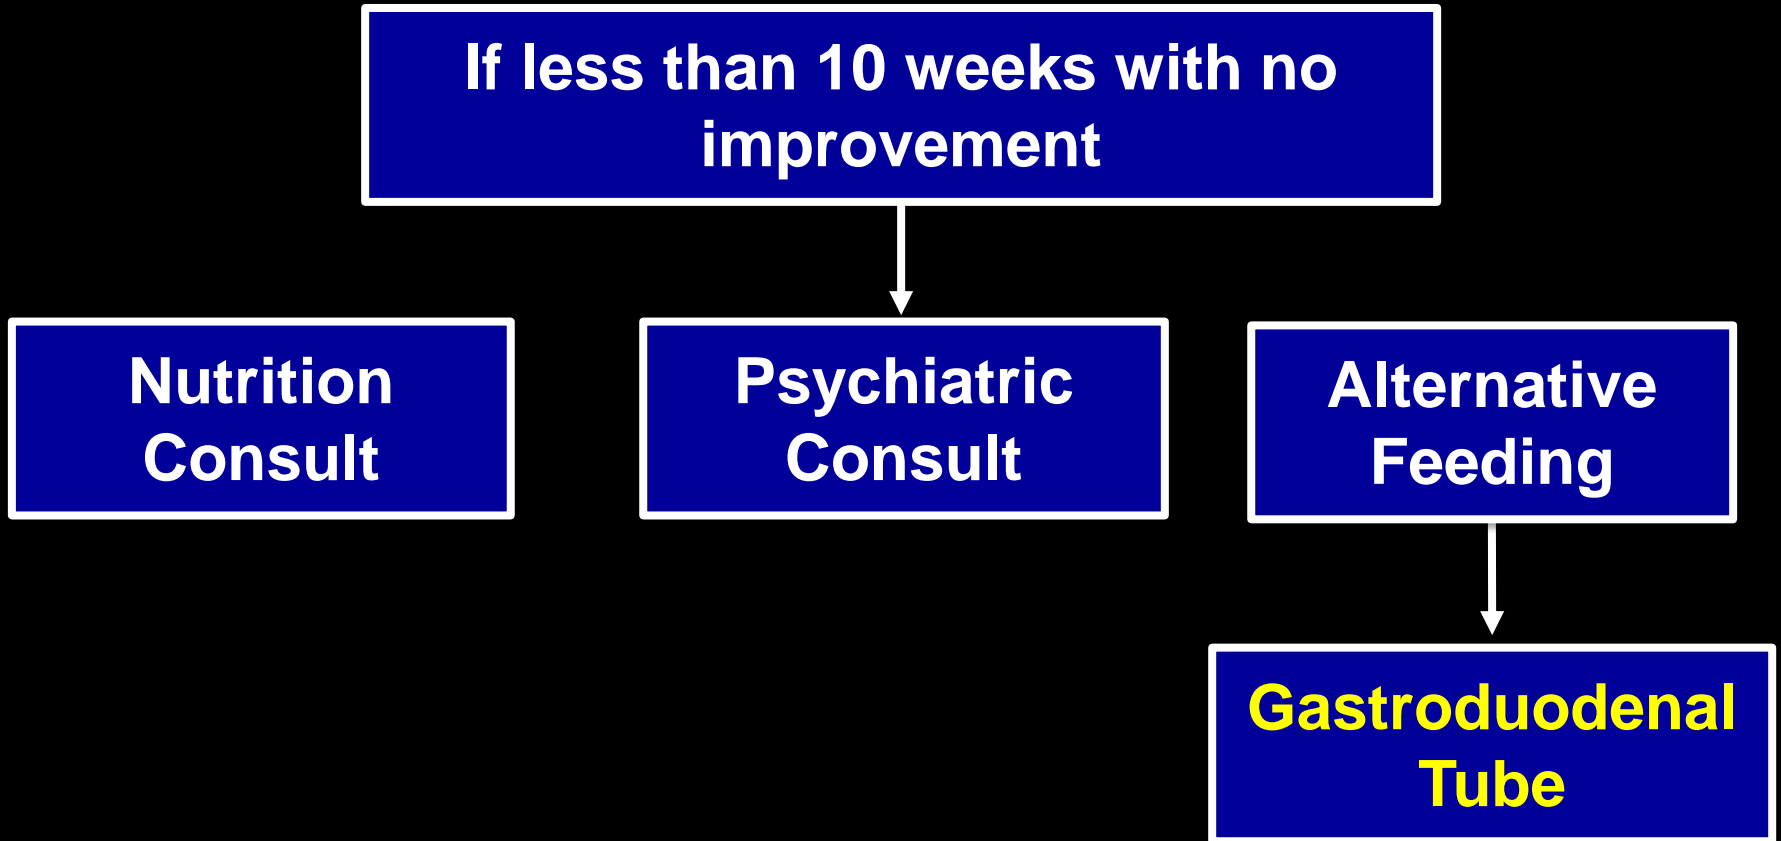 If less than 10 weeks with no
improvement
Nutrition
Consult
Psychiatric
Consult
Alternative
Feeding
Gastroduodenal
Tube